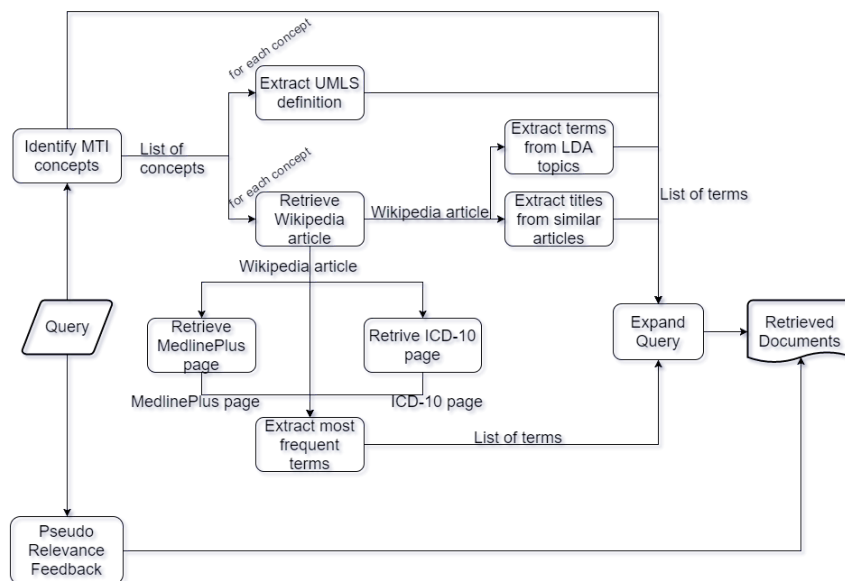 for each concept
Extract UMLS
definition
Identify MTI
concepts
List of
concepts
Extract terms
from LDA
topics
for each concept
Retrieve
Wikipedia
article
Wikipedia article
Extract titles
from similar
articles
List of terms
Wikipedia article
Query
Retrieve
MedlinePlus
page
Retrive ICD-10
page
Expand
Query
Retrieved
Documents
MedlinePlus page
ICD-10 page
Extract most
frequent
terms
List of terms
Pseudo
Relevance
Feedback